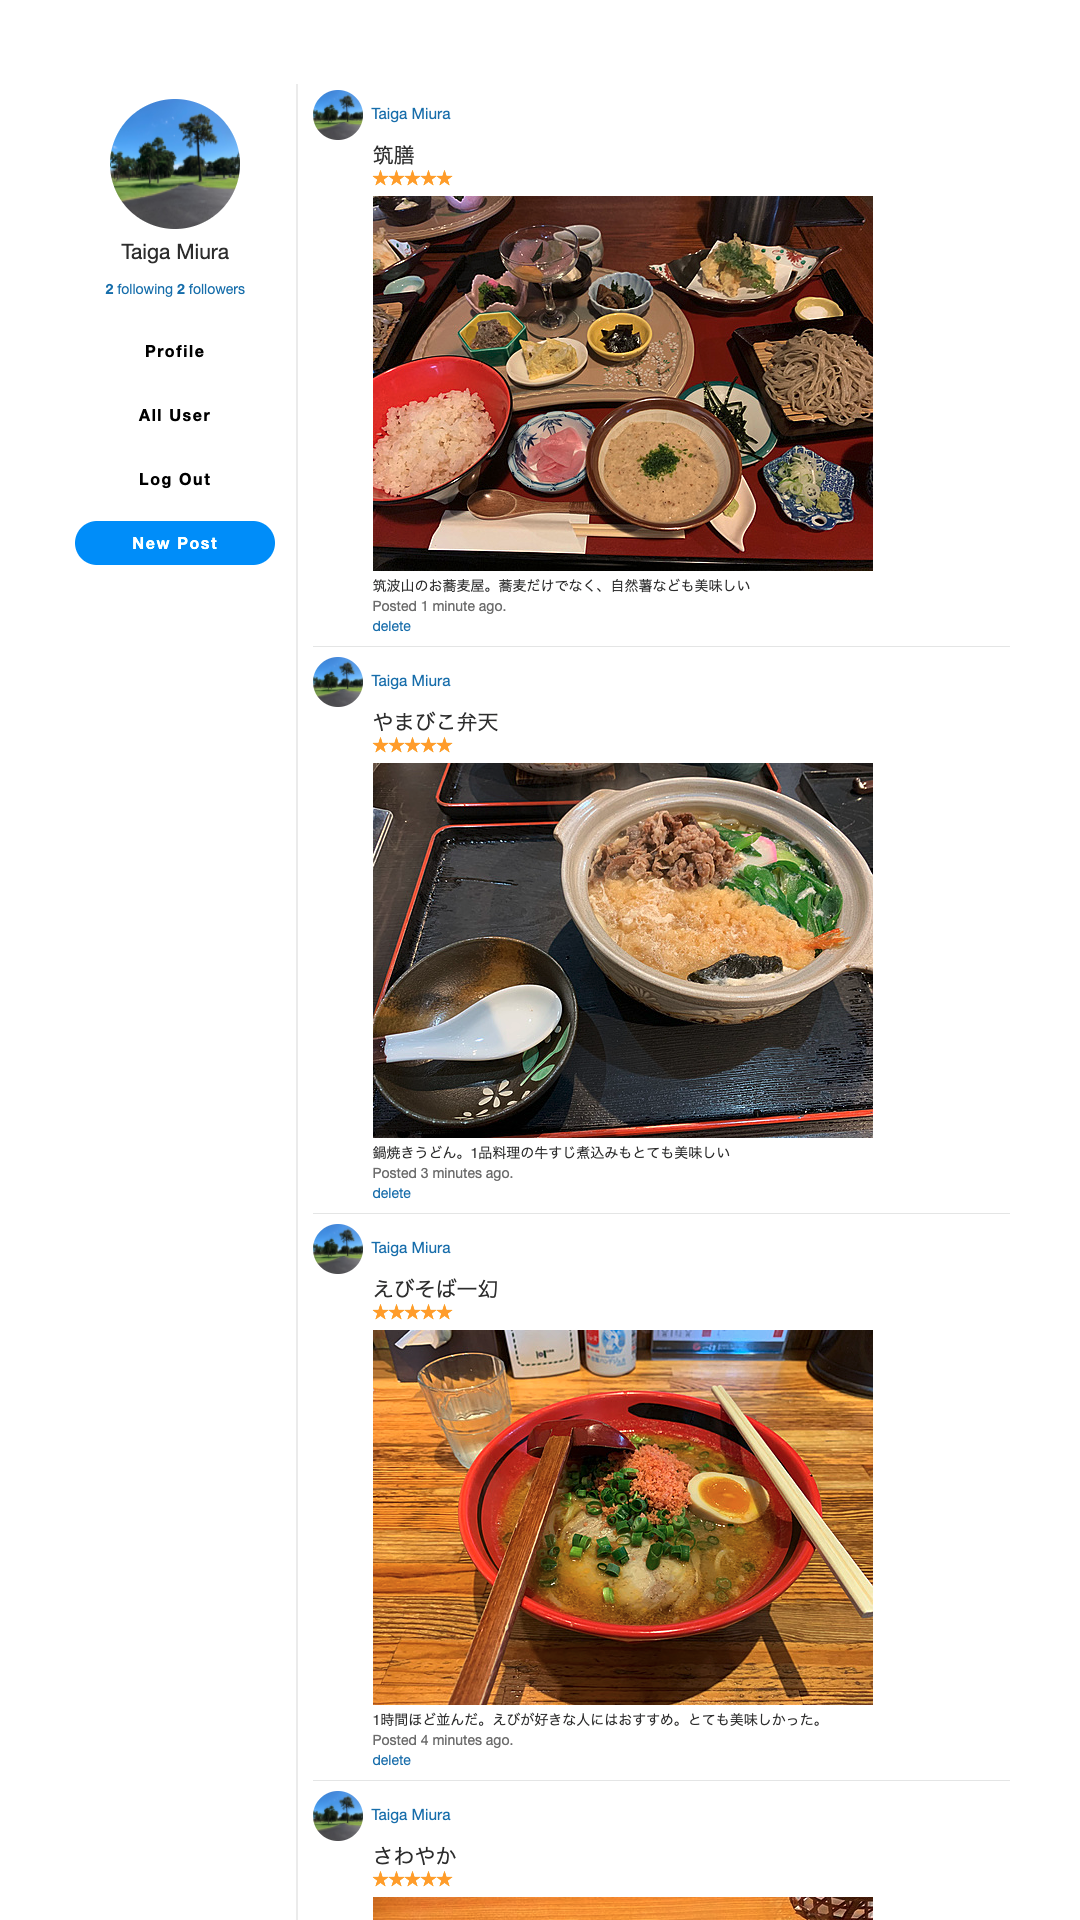 Taiga Miura
2 following 2 followers
Profile
All User
Log Out
New Post
Taiga Miura
筑膳
★★★★★
筑波山のお蕎麦屋。蕎麦だけでなく、自然薯なども美味しい
Posted 1 minute ago.
delete
Taiga Miura
やまびこ弁天
★★★★★
鍋焼きうどん。1品料理の牛すじ煮込みもとても美味しい
Posted 3 minutes ago.
delete
Taiga Miura
えびそば一幻
★★★★★
1時間ほど並んだ。えびが好きな人にはおすすめ。とても美味しかった。
Posted 4 minutes ago.
delete
Taiga Miura
さわやか
★★★★★